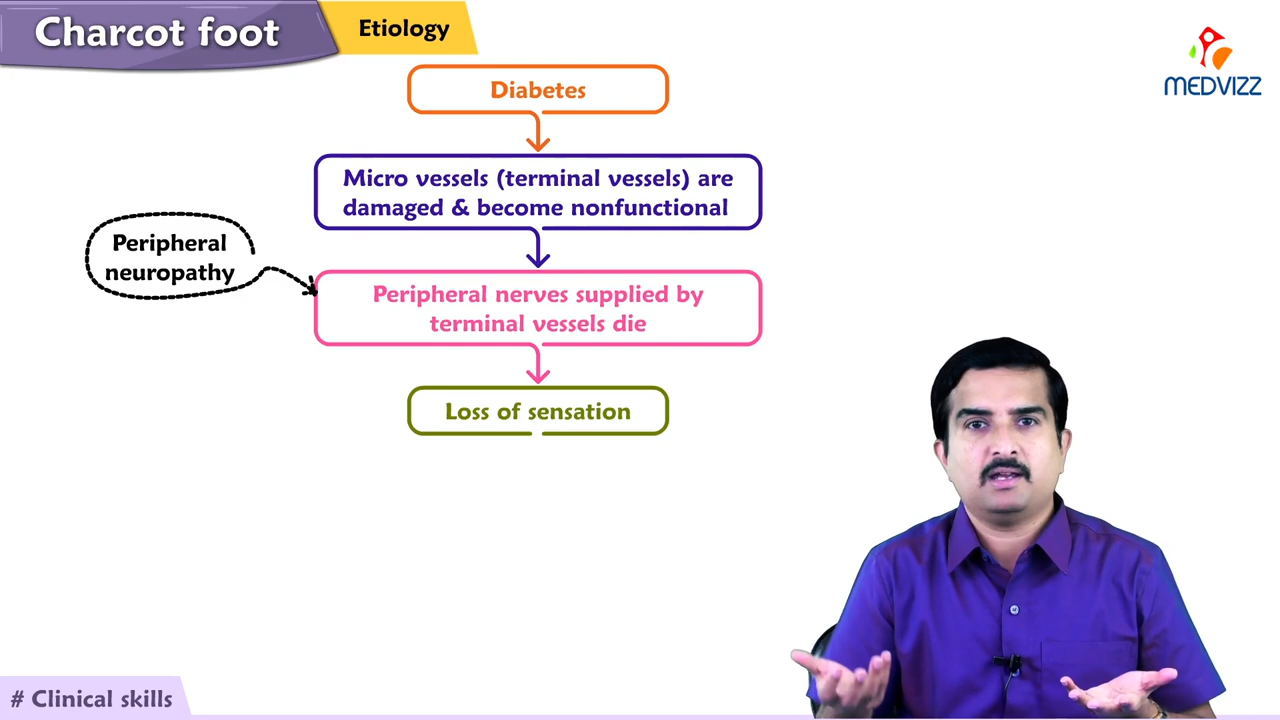 Charcot foot
Etiology
MEDVIZZ
Diabetes
Micro vessels (terminal vessels) are
damaged & become nonfunctional
Peripheral
neuropathy
Peripheral nerves supplied by
terminal vessels die
Loss of sensation
# Clinical skills